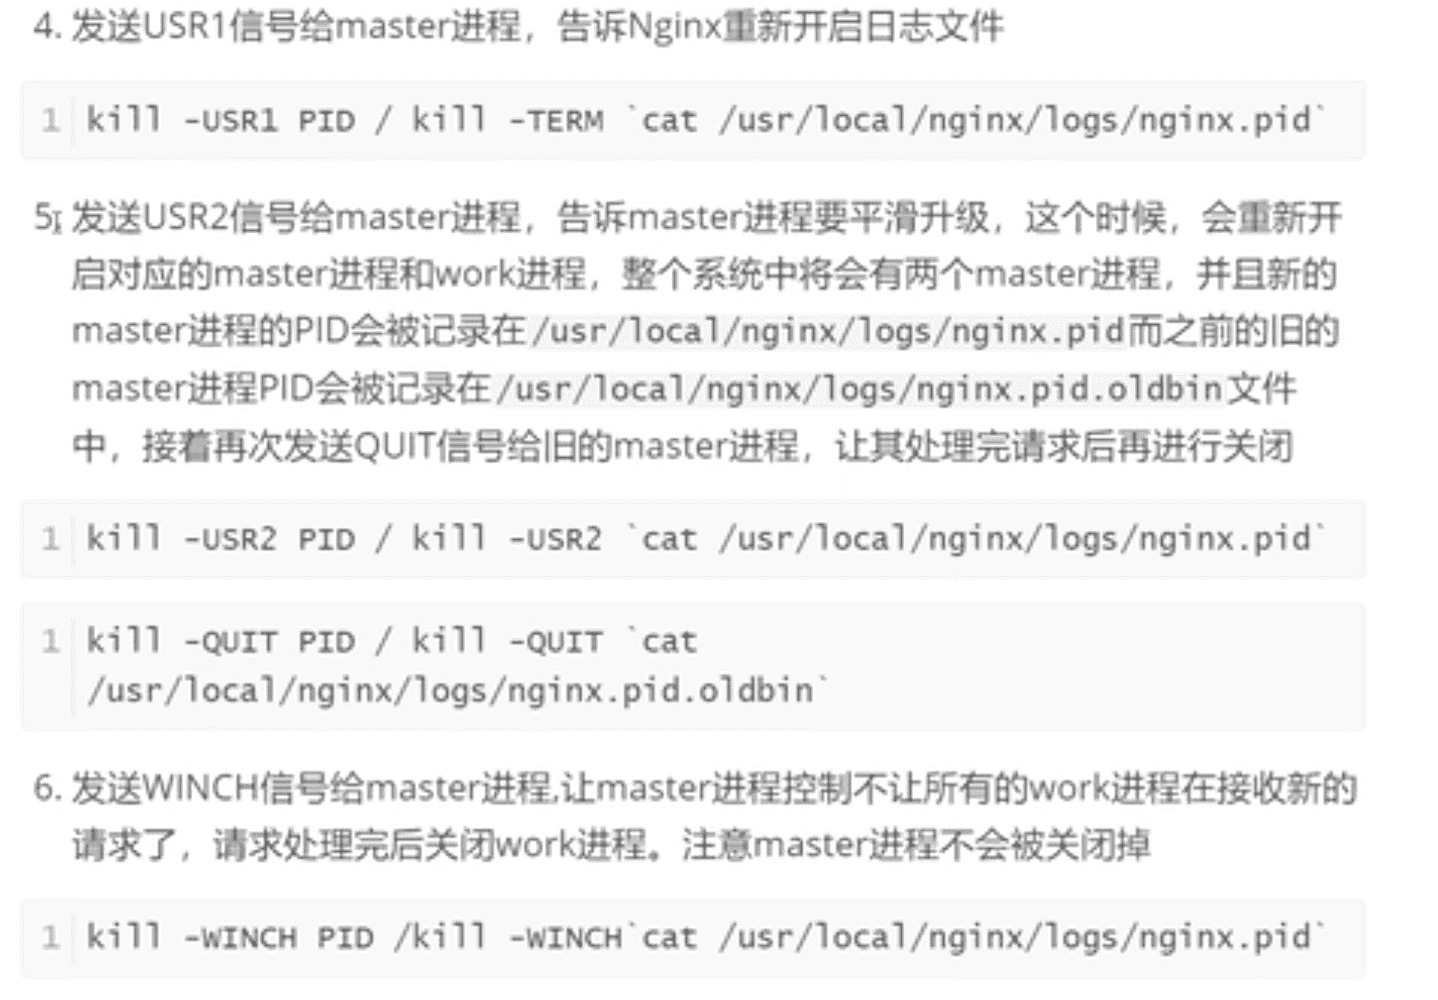 4. 发送USR1信号给master进程，告诉Nginx重新开启日志文件
1 kill -USR1 PID / kill -TERM `cat /usr/local/nginx/logs/nginx.pid`
5. 发送USR2信号给master进程，告诉master进程要平滑升级，这个时候，会重新开
启对应的master进程和work进程，整个系统中将会有两个master进程，并且新的
master进程的PID会被记录在/usr/local/nginx/logs/nginx.pid而之前的旧的
master进程PID会被记录在/usr/local/nginx/logs/nginx.pid.oldbin文件
中，接着再次发送QUIT信号给旧的master进程，让其处理完请求后再进行关闭
1 kill -USR2 PID / kill -USR2 `cat /usr/local/nginx/logs/nginx.pid`
1 kill -QUIT PID / kill -QUIT `cat
/usr/local/nginx/logs/nginx.pid.oldbin`
6. 发送WINCH信号给master进程,让master进程控制不让所有的work进程在接收新的
请求了，请求处理完后关闭work进程。注意master进程不会被关闭掉
1 kill -WINCH PID /kill -WINCH`cat /usr/local/nginx/logs/nginx.pid`